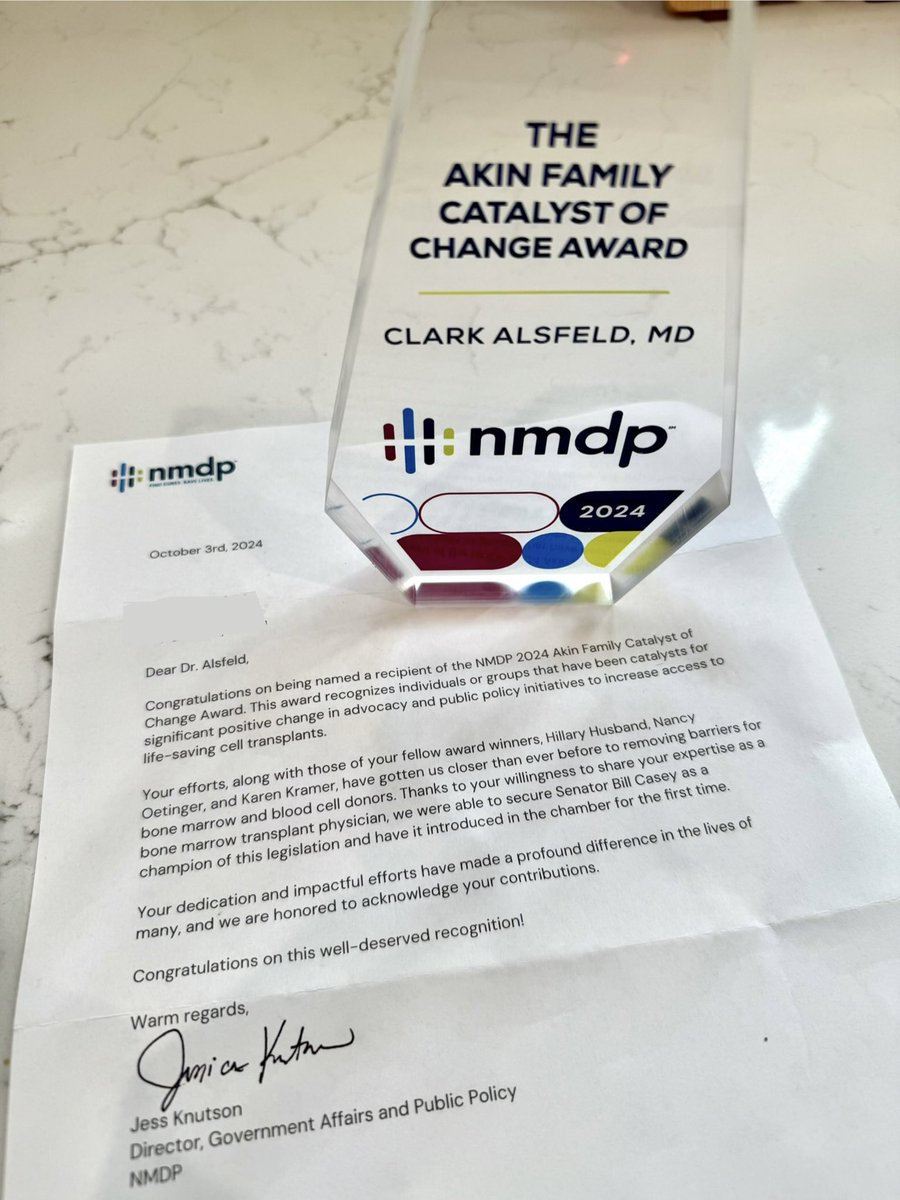 THE
AKIN FAMILY
CATALYST OF
CHANGE AWARD
CLARK ALSFELD, MD
nmdp℠
2024
nmdp
FIND CURES. SAVE LIVES.
October 3rd, 2024
Dear Dr. Alsfeld,
Congratulations on being named a recipient of the NMDP 2024 Akin Family Catalyst of
Change Award. This award recognizes individuals or groups that have been catalysts for
significant positive change in advocacy and public policy initiatives to increase access to
life-saving cell transplants.
Your efforts, along with those of your fellow award winners, Hillary Husband, Nancy
Oetinger, and Karen Kramer, have gotten us closer than ever before to removing barriers for
bone marrow and blood cell donors. Thanks to your willingness to share your expertise as a
bone marrow transplant physician, we were able to secure Senator Bill Casey as a
champion of this legislation and have it introduced in the chamber for the first time.
Your dedication and impactful efforts have made a profound difference in the lives of
many, and we are honored to acknowledge your contributions.
Congratulations on this well-deserved recognition!
Warm regards,
Jess Knutson
Director, Government Affairs and Public Policy
NMDP